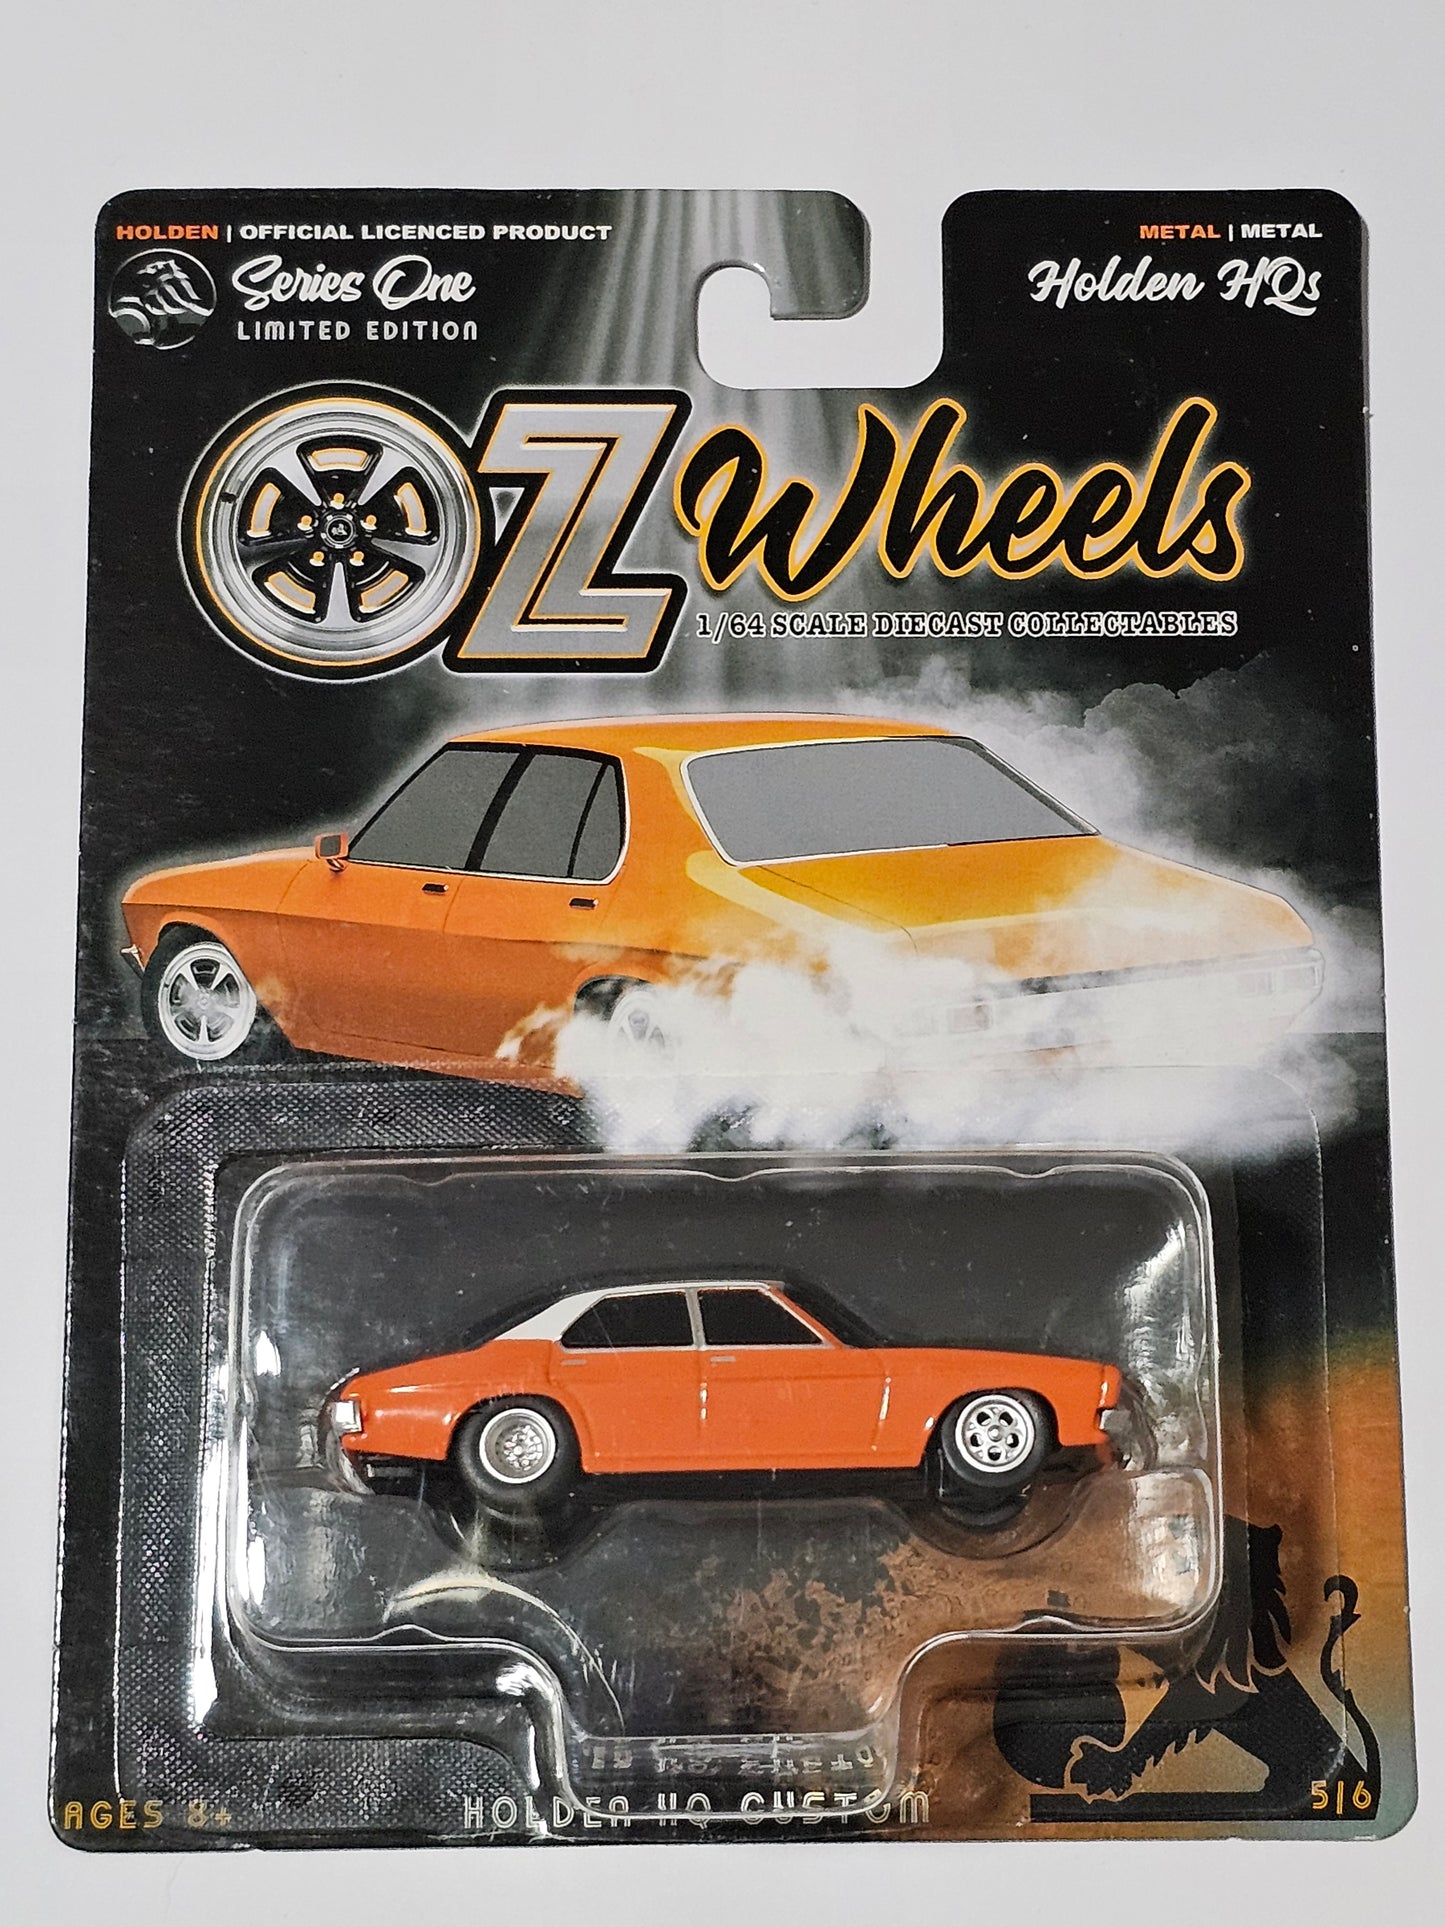 HOLDEN | OFFICIAL LICENCED PRODUCT
METAL | METAL
Series One
LIMITED EDITION
Holden HQs
OZ Wheels
1/64 SCALE DIECAST COLLECTABLES
AGES 8+
HOLDEN HQ CUSTOM
5/6